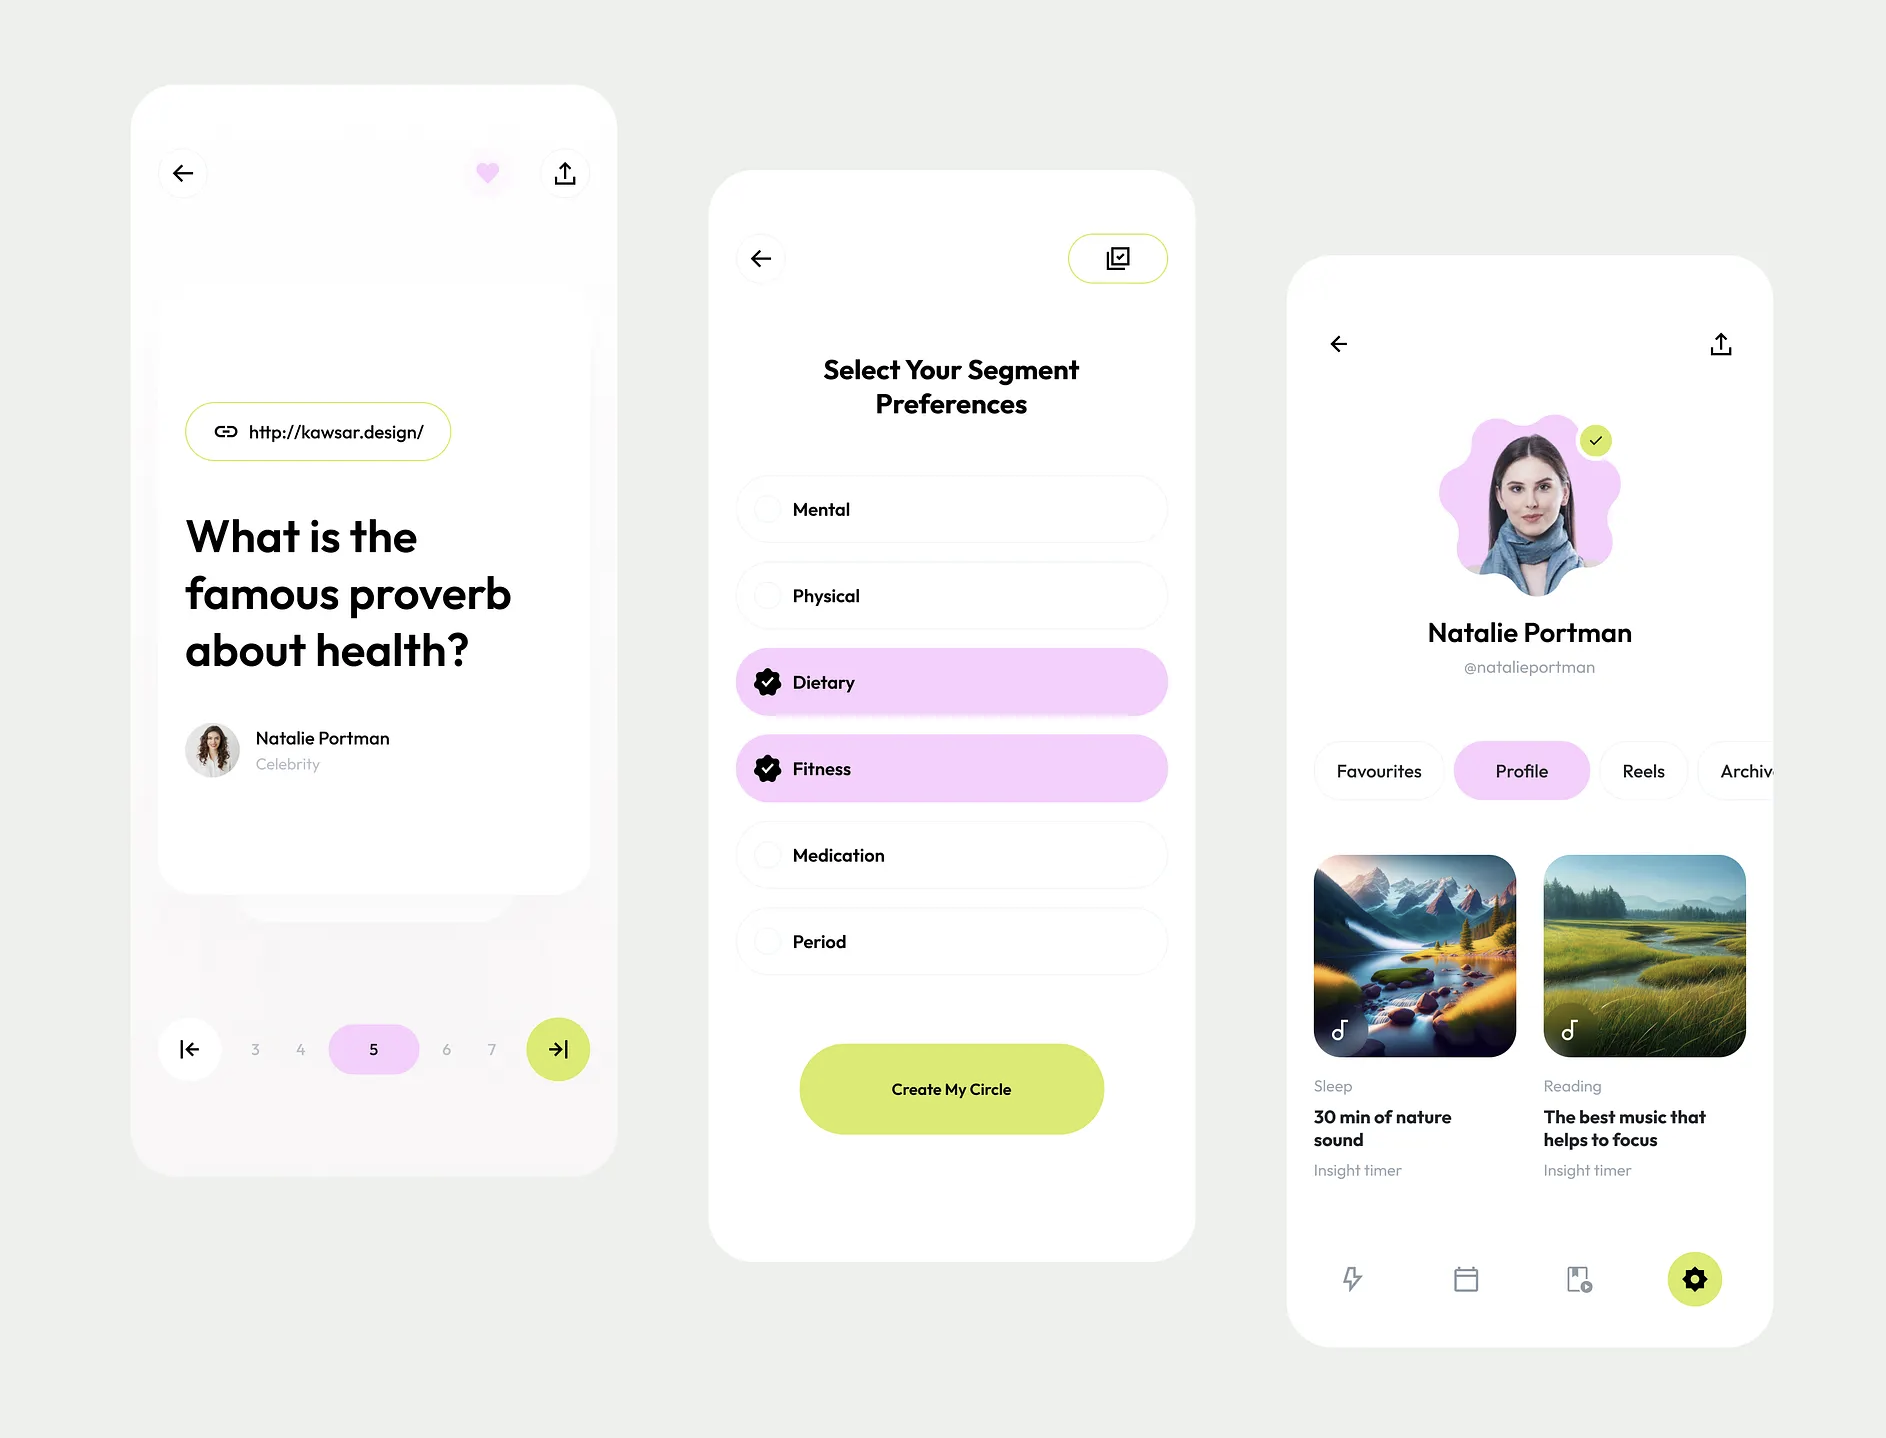 http://kawsar.design/
What is the
famous proverb
about health?
Natalie Portman
Celebrity
3 4 5 6 7
Select Your Segment
Preferences
Mental
Physical
Dietary
Fitness
Medication
Period
Create My Circle
Natalie Portman
@natalieportman
Favourites Profile Reels Archiv
Sleep
30 min of nature
sound
Insight timer
Reading
The best music that
helps to focus
Insight timer